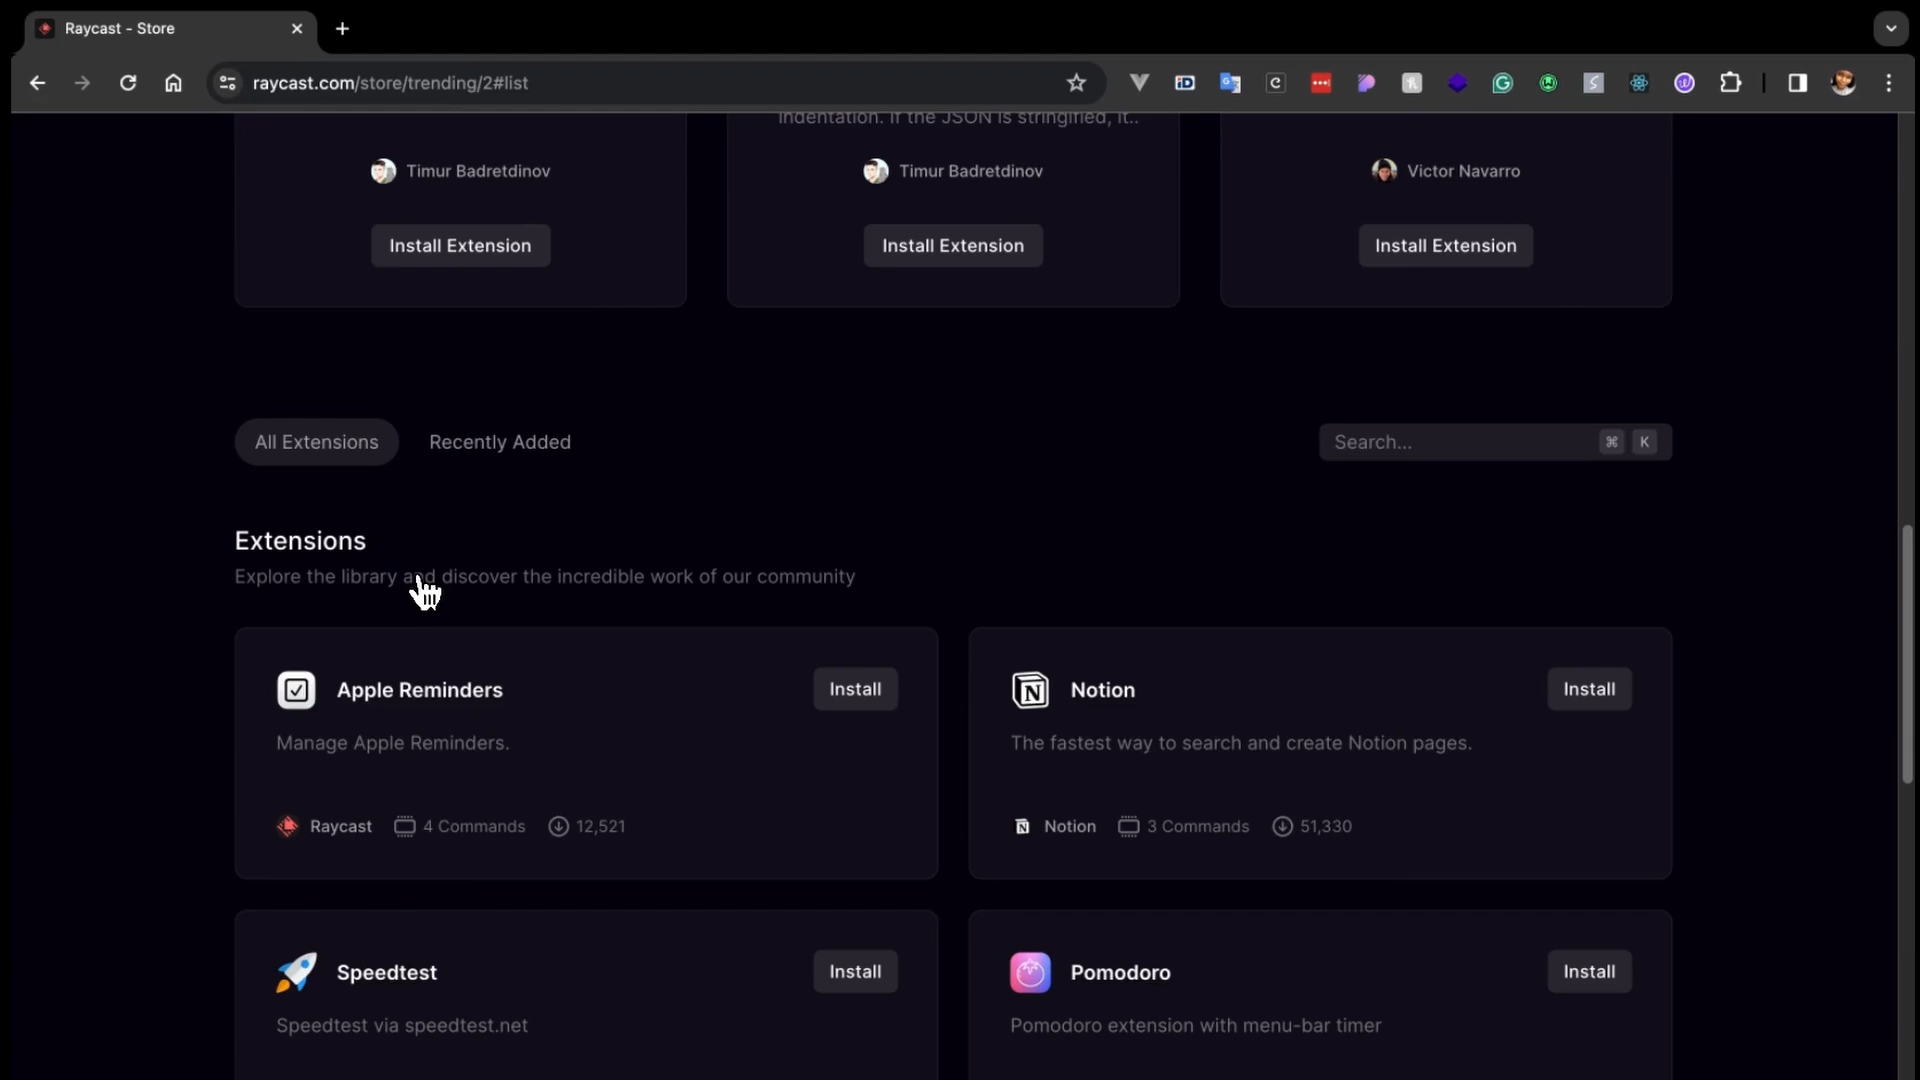 Raycast - Store
raycast.com/store/trending/2#list
indentation. If the JSON is stringified, it..
Timur Badretdinov
Timur Badretdinov
Victor Navarro
Install Extension
Install Extension
Install Extension
All Extensions
Recently Added
Search...
⌘ K
Extensions
Explore the library and discover the incredible work of our community
Apple Reminders
Install
Manage Apple Reminders.
Raycast
4 Commands
12,521
Notion
Install
The fastest way to search and create Notion pages.
Notion
3 Commands
51,330
Speedtest
Install
Speedtest via speedtest.net
Pomodoro
Install
Pomodoro extension with menu-bar timer